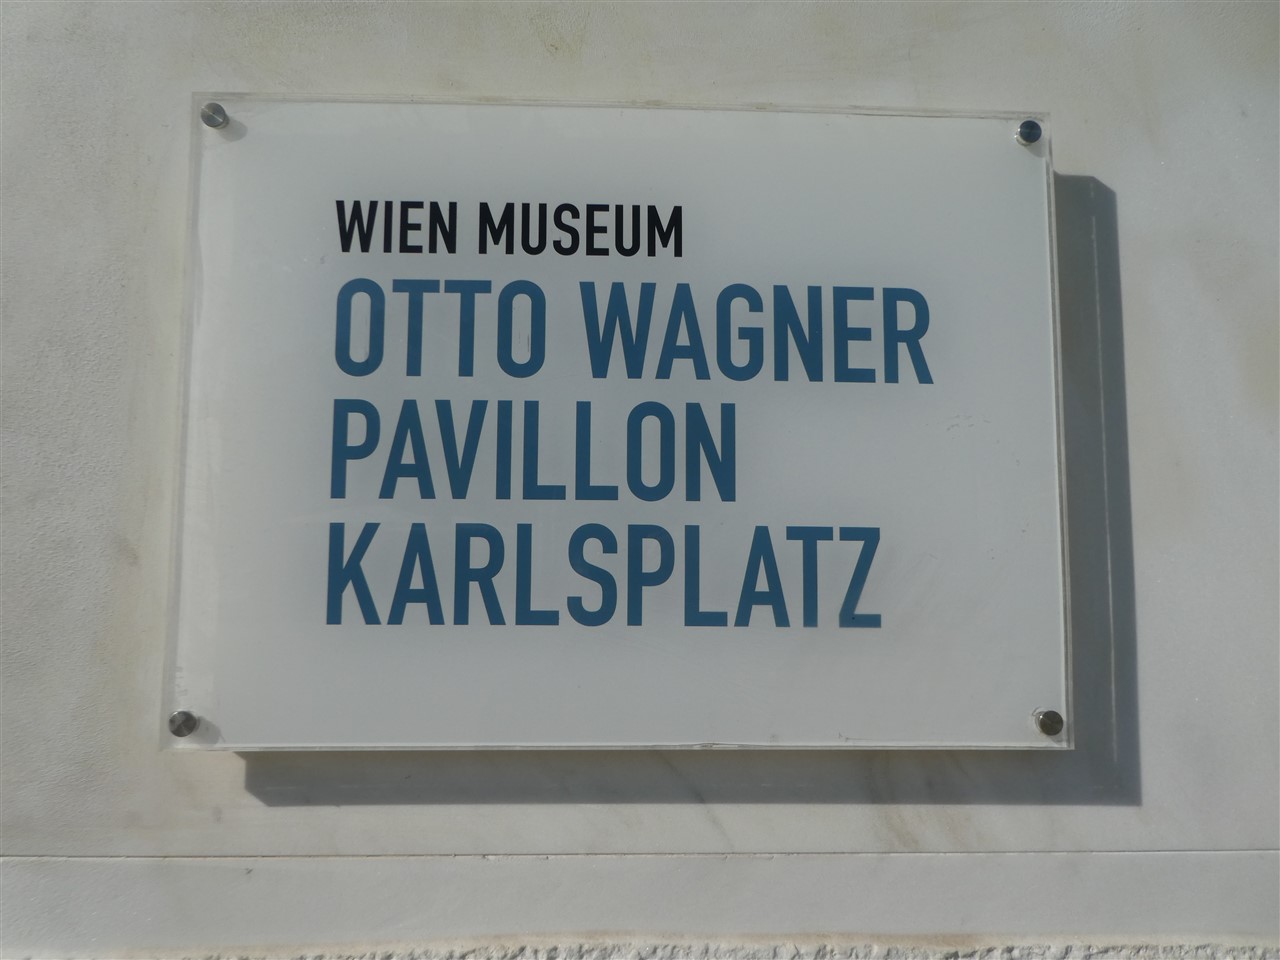 WIEN MUSEUM
OTTO WAGNER
PAVILLON
KARLSPLATZ